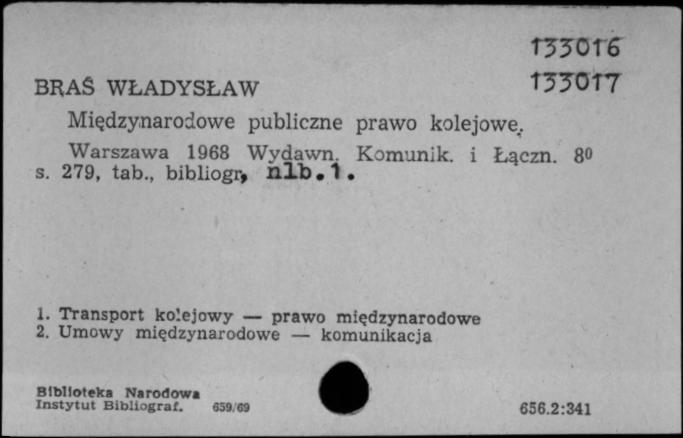 133016
133017
BRAŚ WŁADYSŁAW
Międzynarodowe publiczne prawo kolejowe.
Warszawa 1968 Wydawn. Komunik. i Łączn. 8⁰
s. 279, tab., bibliogr, nlb.1.
1. Transport kolejowy — prawo międzynarodowe
2. Umowy międzynarodowe — komunikacja
Biblioteka Narodowa
Instytut Bibliograf. 659/69
656.2:341